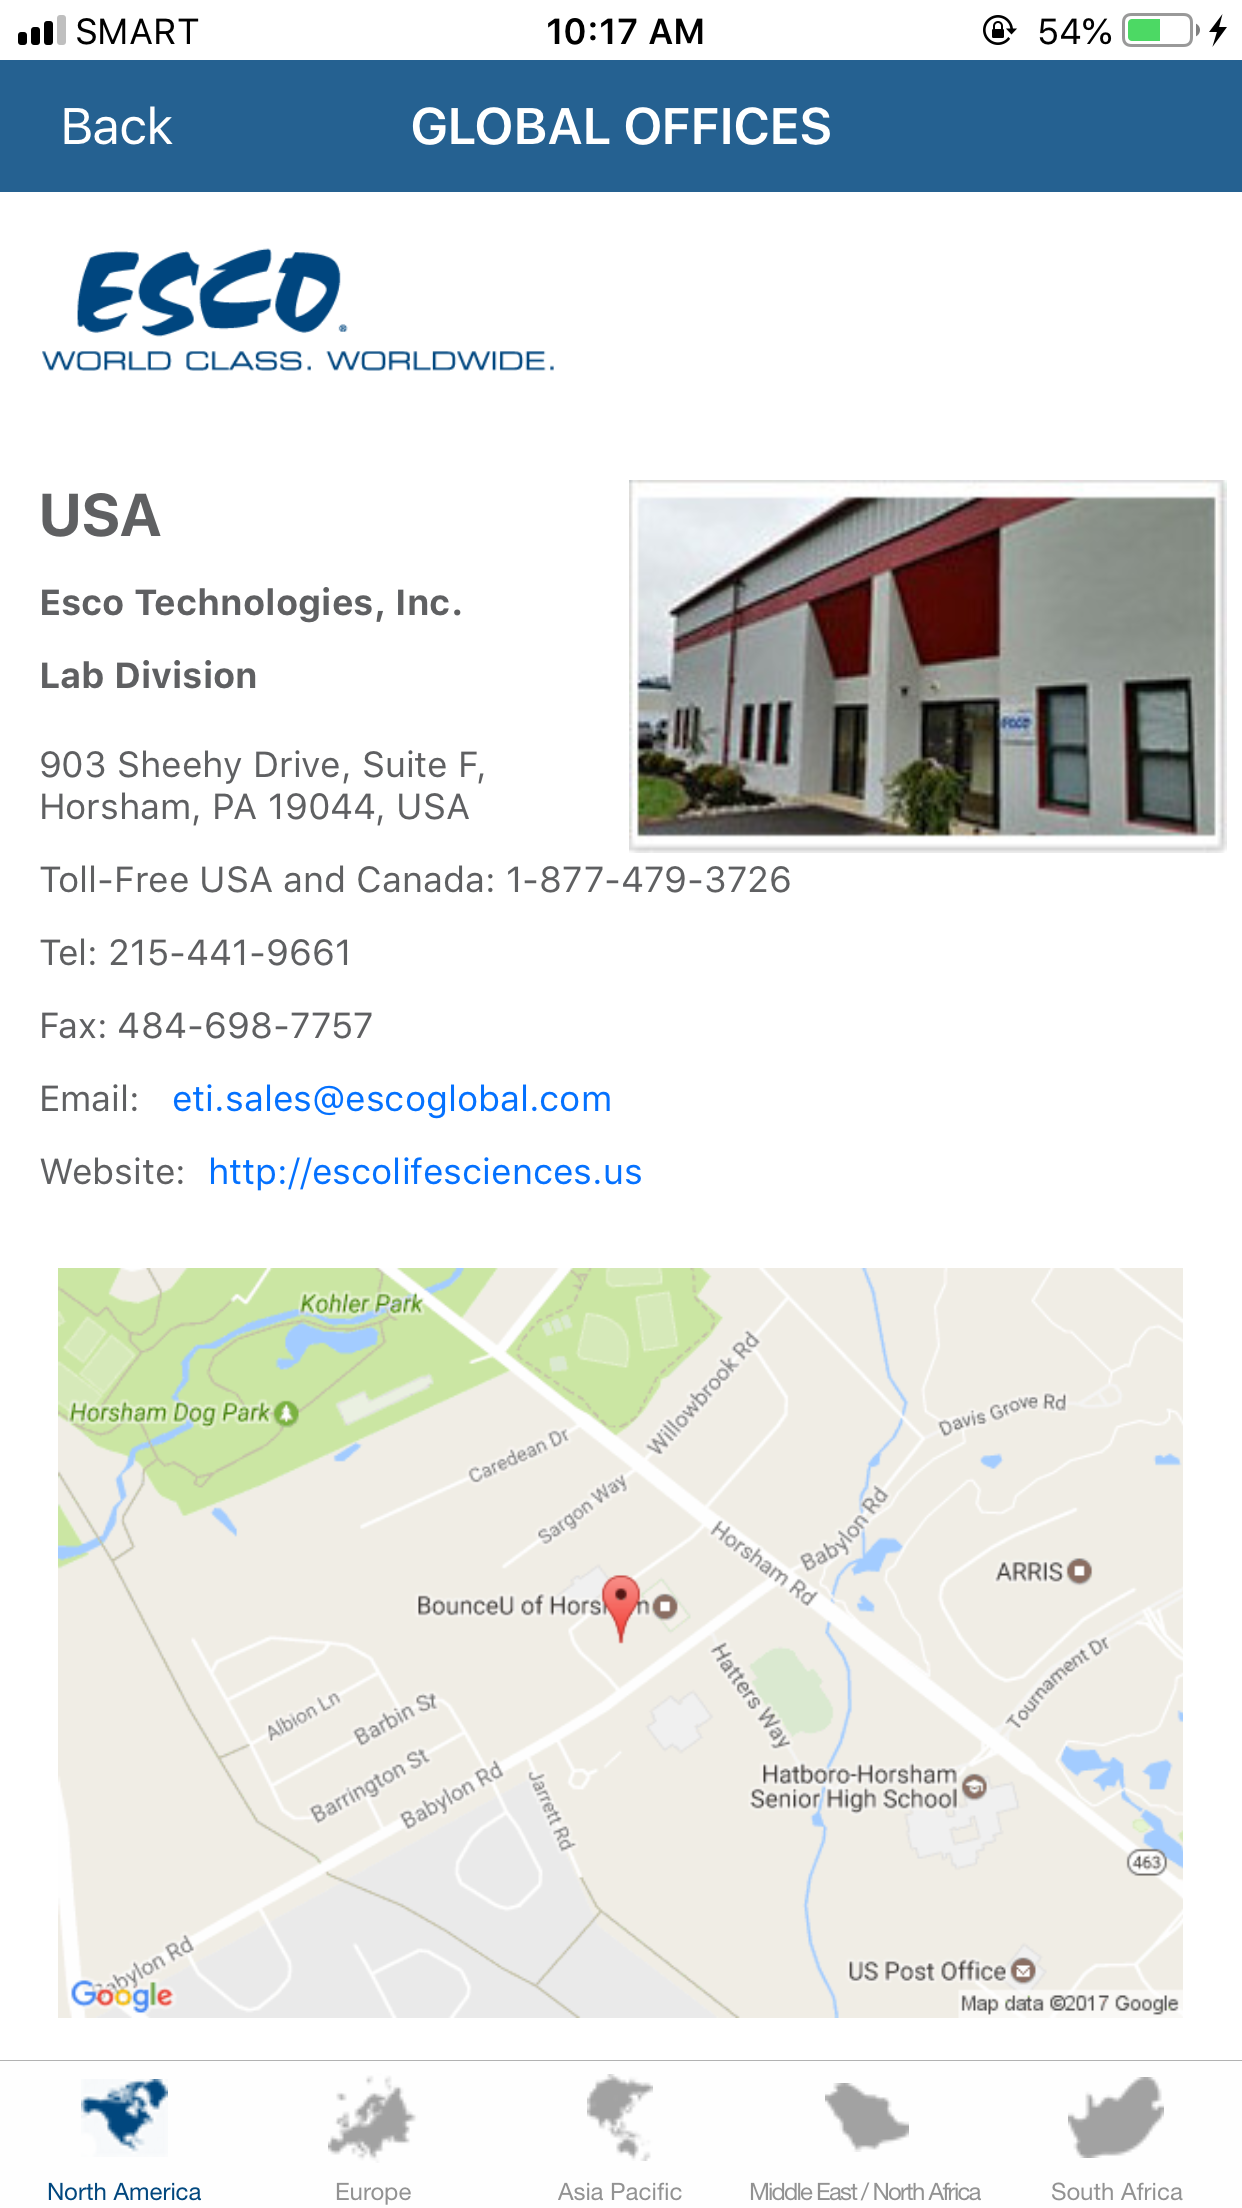 SMART 10:17 AM 54%
Back GLOBAL OFFICES
ESCO®
WORLD CLASS. WORLDWIDE.
USA
Esco Technologies, Inc.
Lab Division
ESCO
903 Sheehy Drive, Suite F,
Horsham, PA 19044, USA
Toll-Free USA and Canada: 1-877-479-3726
Tel: 215-441-9661
Fax: 484-698-7757
Email: eti.sales@escoglobal.com
Website: http://escolifesciences.us
Kohler Park
Horsham Dog Park
Willowbrook Rd
Davis Grove Rd
Caredean Dr
Sargon Way
Horsham Rd
Babylon Rd
ARRIS
BounceU of
Hatters Way
Tournament Dr
Albion Ln
Barbin St
Barrington St
Babylon Rd
Jarrett Rd
Hatboro-Horsham
Senior High School
463
Babylon Rd
US Post Office
Google
Map data ©2017 Google
North America Europe Asia Pacific Middle East / North Africa South Africa